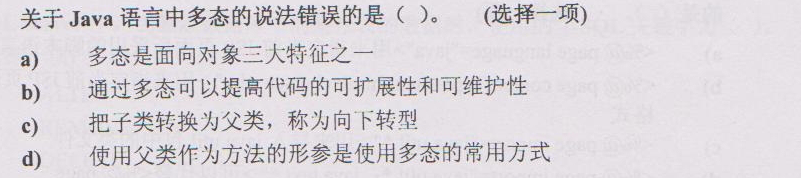 关于 Java 语言中多态的说法错误的是（ ）。 (选择一项)
a) 多态是面向对象三大特征之一
b) 通过多态可以提高代码的可扩展性和可维护性
c) 把子类转换为父类，称为向下转型
d) 使用父类作为方法的形参是使用多态的常用方式